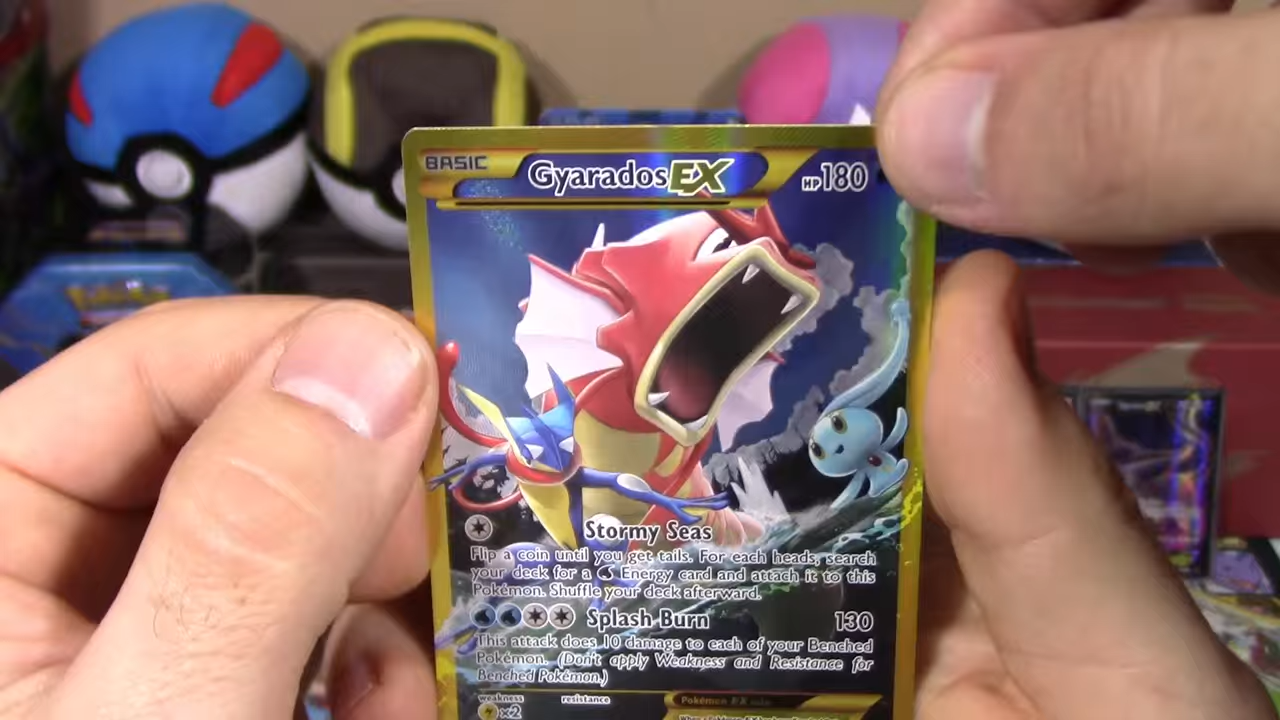 BASIC Gyarados EX HP180
Stormy Seas
Flip a coin until you get tails. For each heads, search
your deck for a Energy card and attach it to this
Pokémon. Shuffle your deck afterward.
Splash Burn 130
This attack does 10 damage to each of your Benched
Pokémon. (Don't apply Weakness and Resistance for
Benched Pokémon.)
weakness resistance
×2
Pokémon EX rule